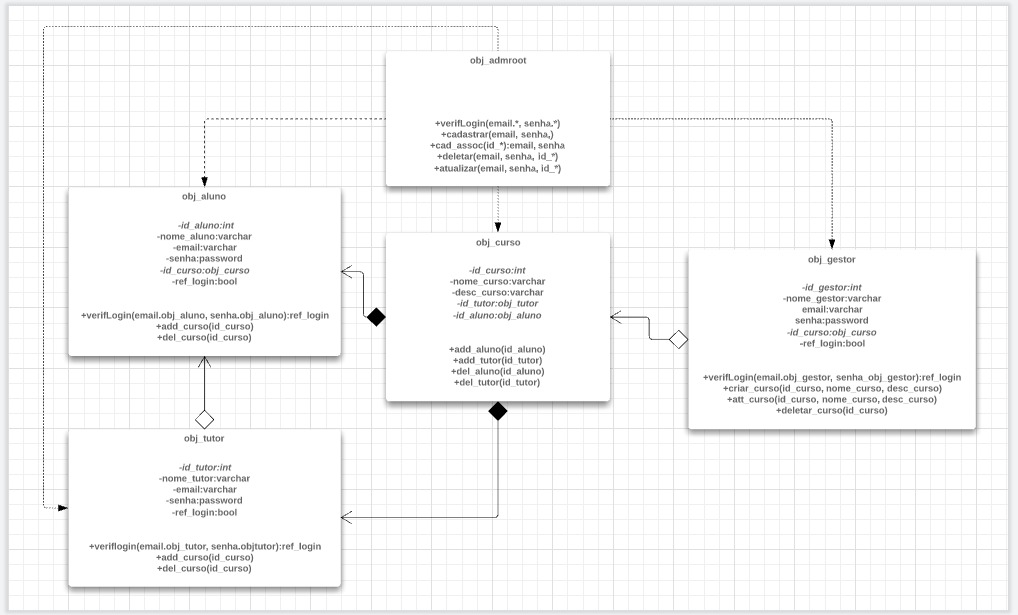 obj_admroot
+verifLogin(email.*, senha.*)
+cadastrar(email, senha,)
+cad_assoc(id_*):email, senha
+deletar(email, senha, id_*)
+atualizar(email, senha, id_*)
obj_aluno
-id_aluno:int
-nome_aluno:varchar
-email:varchar
-senha:password
-id_curso:obj_curso
-ref_login:bool
+verifLogin(email.obj_aluno, senha.obj_aluno):ref_login
+add_curso(id_curso)
+del_curso(id_curso)
obj_curso
-id_curso:int
-nome_curso:varchar
-desc_curso:varchar
-id_tutor:obj_tutor
-id_aluno:obj_aluno
+add_aluno(id_aluno)
+add_tutor(id_tutor)
+del_aluno(id_aluno)
+del_tutor(id_tutor)
obj_gestor
-id_gestor:int
-nome_gestor:varchar
email:varchar
senha:password
-id_curso:obj_curso
-ref_login:bool
+verifLogin(email.obj_gestor, senha_obj_gestor):ref_login
+criar_curso(id_curso, nome_curso, desc_curso)
+att_curso(id_curso, nome_curso, desc_curso)
+deletar_curso(id_curso)
obj_tutor
-id_tutor:int
-nome_tutor:varchar
-email:varchar
-senha:password
-ref_login:bool
+veriflogin(email.obj_tutor, senha.objtutor):ref_login
+add_curso(id_curso)
+del_curso(id_curso)